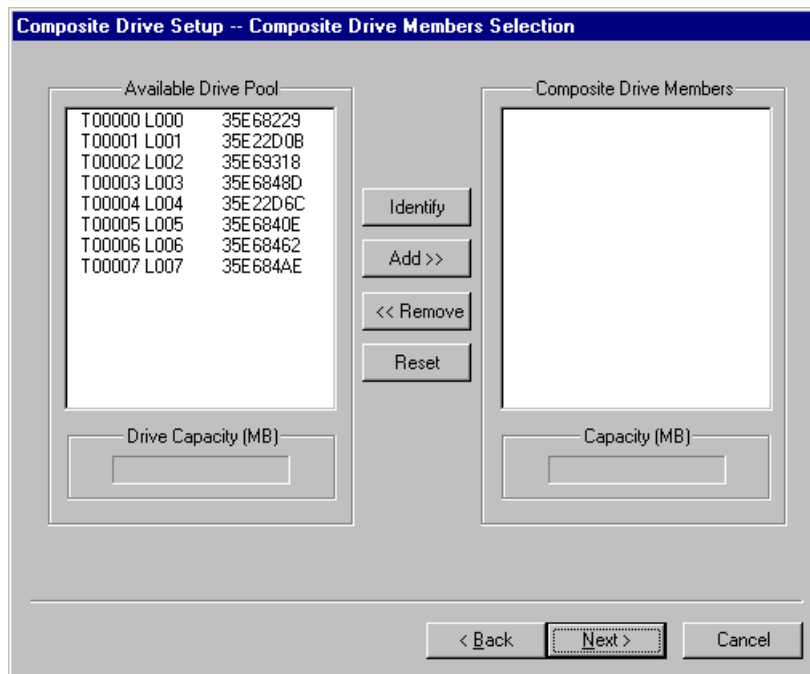 Composite Drive Setup -- Composite Drive Members Selection
Available Drive Pool
T00000 L000 35E68229
T00001 L001 35E22D0B
T00002 L002 35E69318
T00003 L003 35E6848D
T00004 L004 35E22D6C
T00005 L005 35E6840E
T00006 L006 35E68462
T00007 L007 35E684AE
Drive Capacity (MB)
Identify
Add >>
<< Remove
Reset
Composite Drive Members
Capacity (MB)
< Back
Next >
Cancel